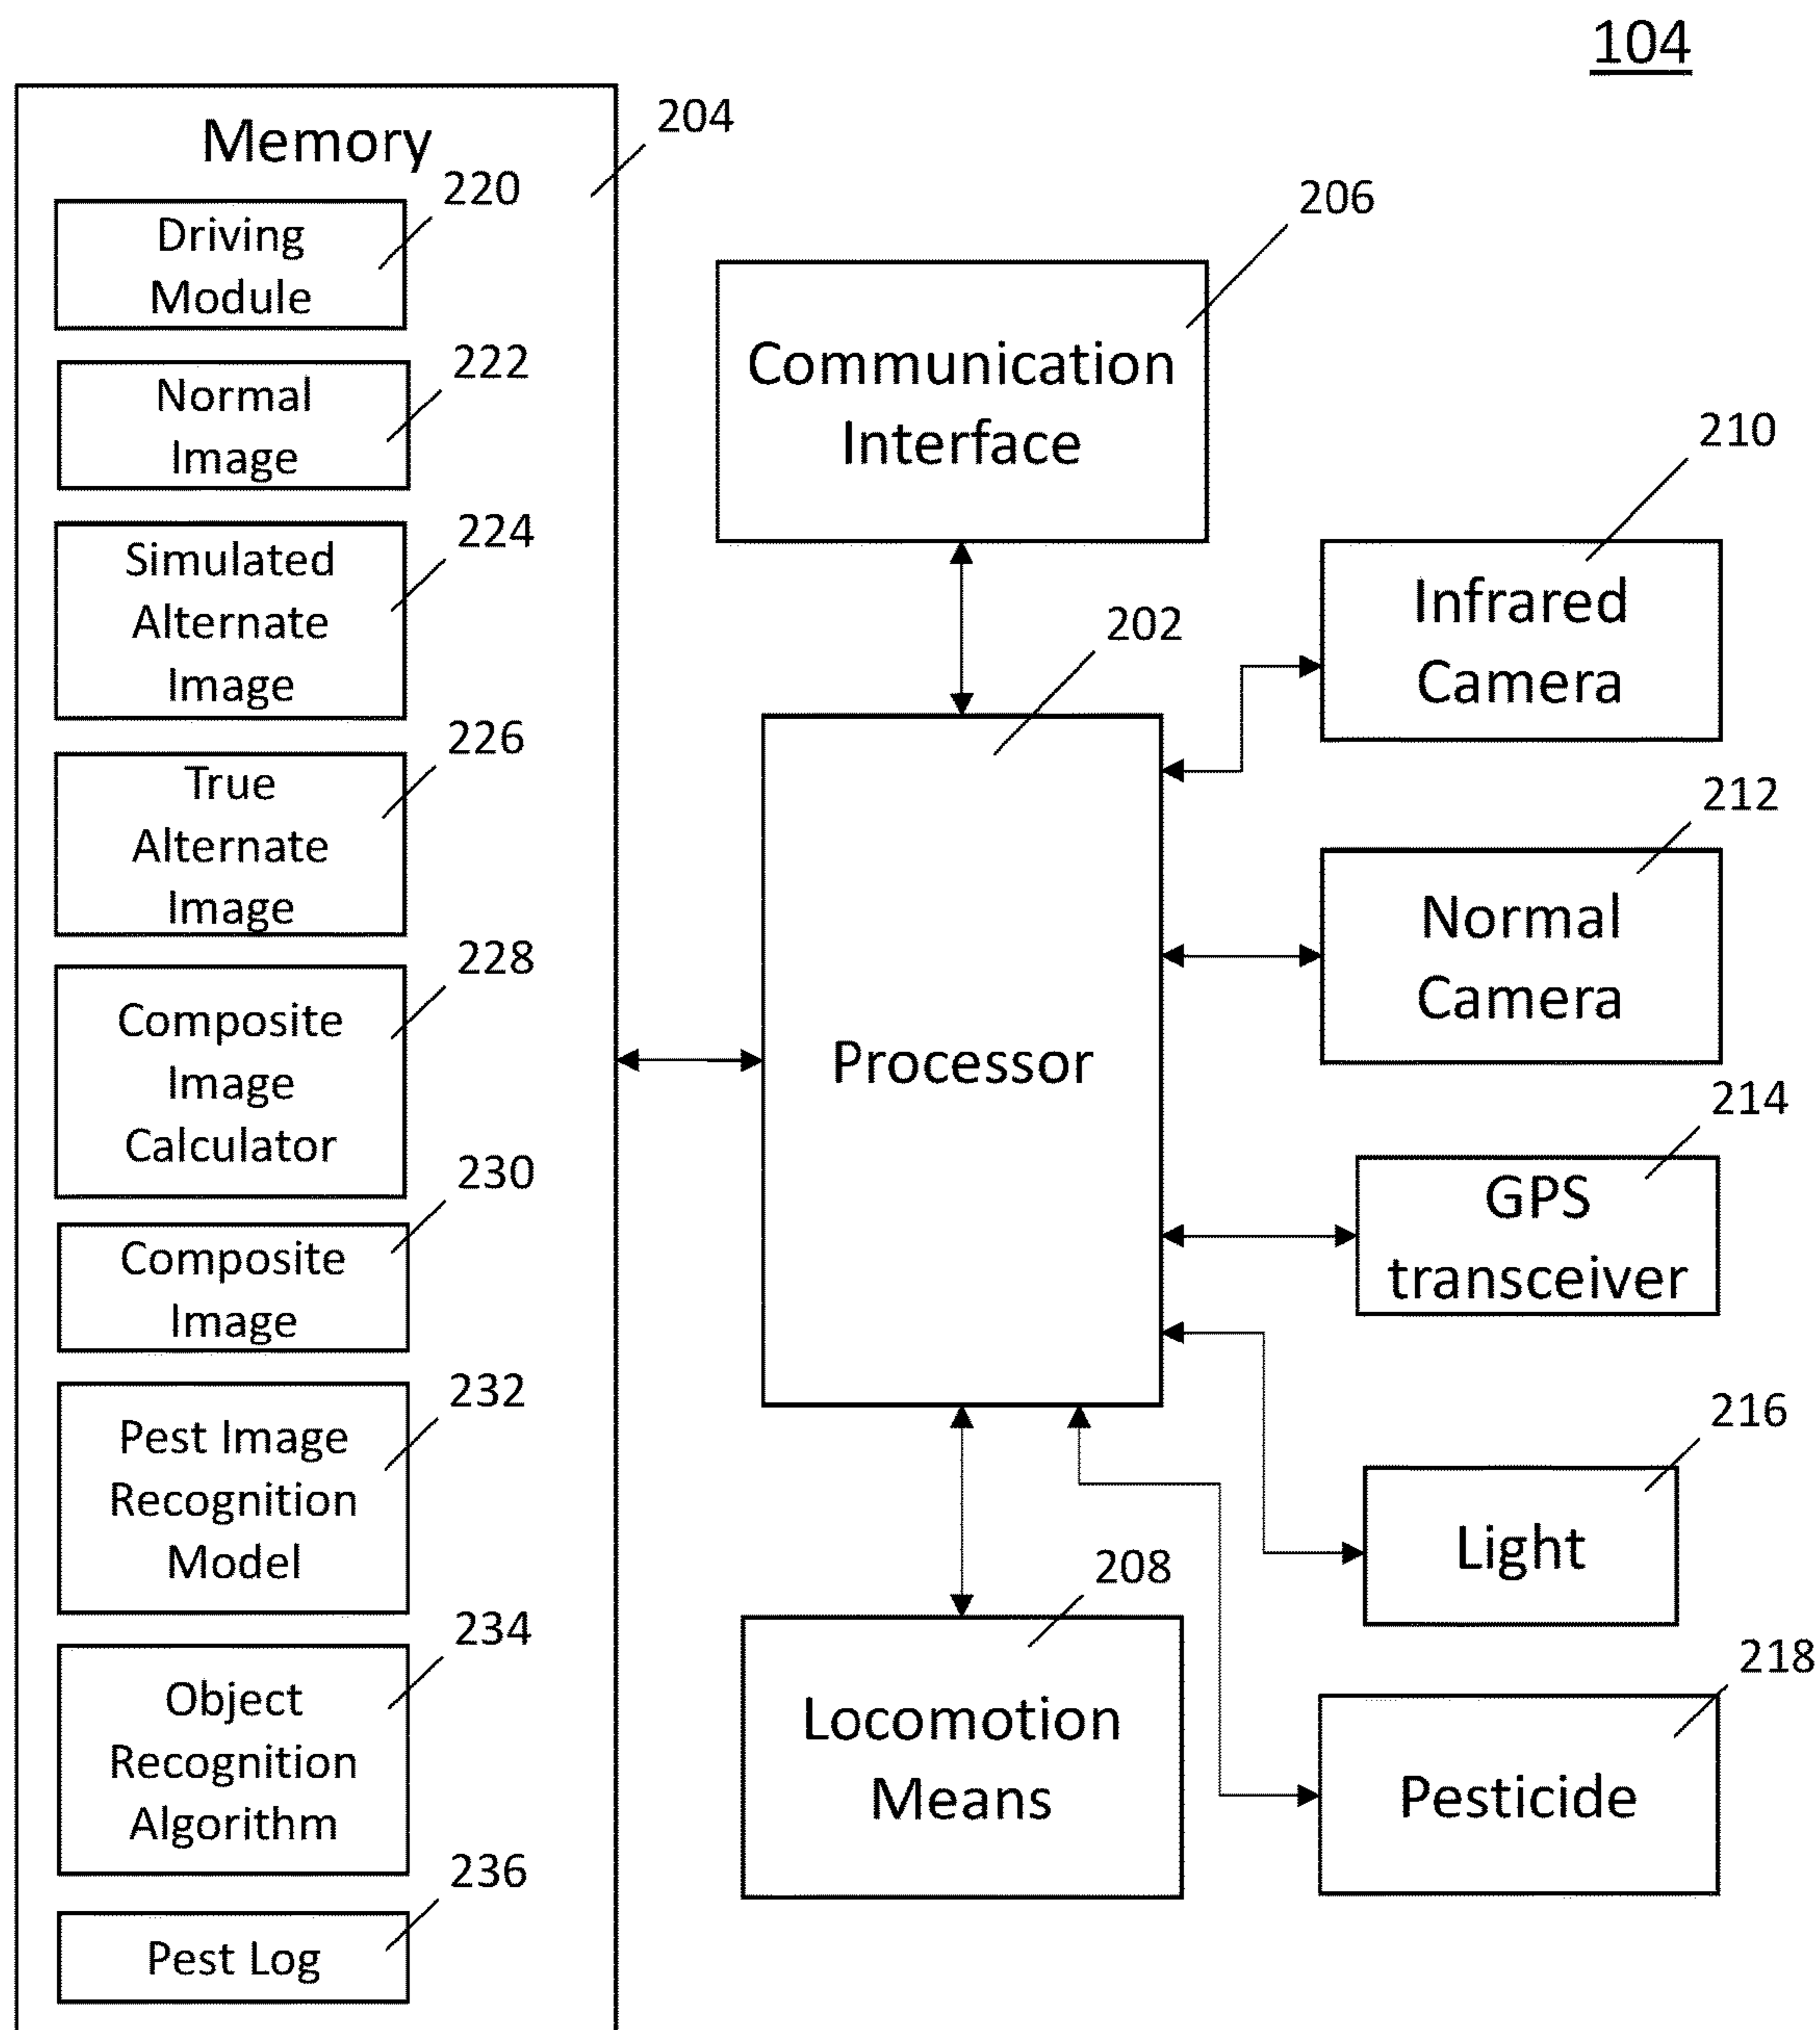 104
Memory
204
220
Driving
Module
222
Normal
Image
224
Simulated
Alternate
Image
226
True
Alternate
Image
228
Composite
Image
Calculator
230
Composite
Image
232
Pest Image
Recognition
Model
234
Object
Recognition
Algorithm
236
Pest Log
206
Communication
Interface
202
Processor
208
Locomotion
Means
210
Infrared
Camera
212
Normal
Camera
214
GPS
transceiver
216
Light
218
Pesticide